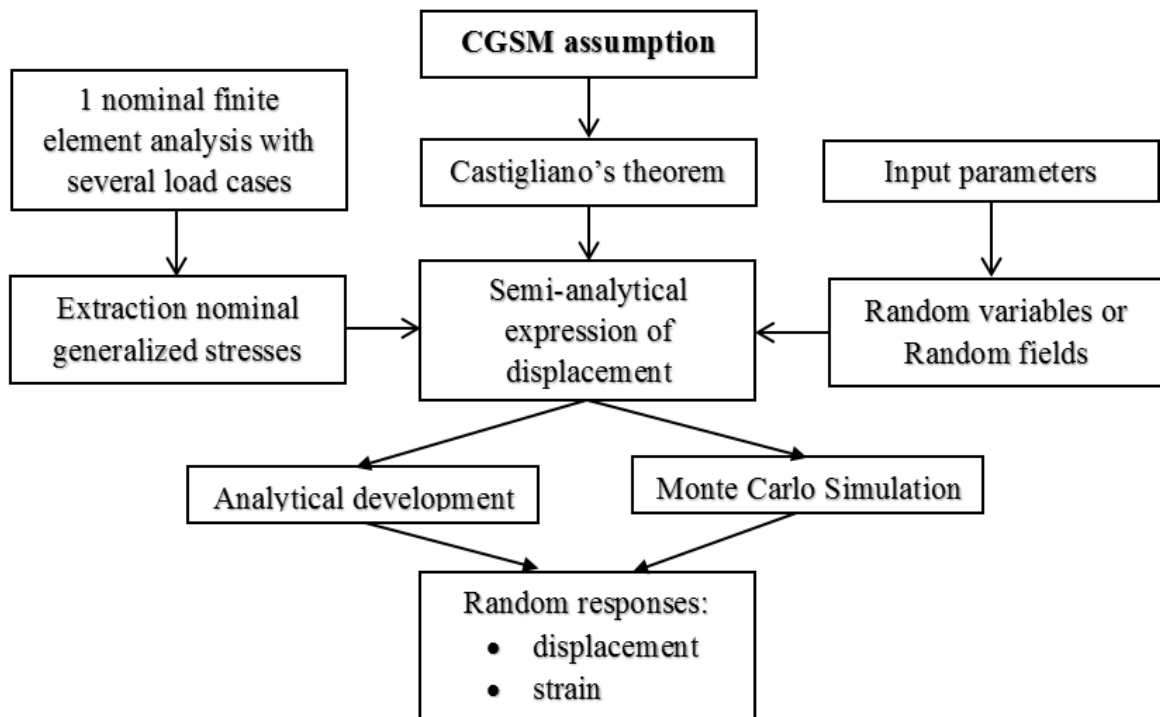 CGSM assumption
1 nominal finite
element analysis with
several load cases
Castigliano’s theorem
Input parameters
Extraction nominal
generalized stresses
Semi-analytical
expression of
displacement
Random variables or
Random fields
Analytical development
Monte Carlo Simulation
Random responses:
• displacement
• strain